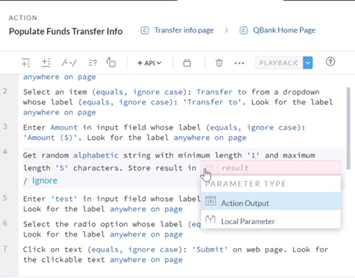 ACTION
Populate Funds Transfer Info
Transfer info page
QBank Home Page
+ API
PLAYBACK
anywhere on page
2 Select an item (equals, ignore case): Transfer to from a dropdown
whose label (equals, ignore case): 'Transfer to'. Look for the label
anywhere on page
3 Enter Amount in input field whose label (equals, ignore case):
'Amount ($)'. Look for the label anywhere on page
4 Get random alphabetic string with minimum length '1' and maximum
length '5' characters. Store result in result
/ Ignore
PARAMETER TYPE
Action Output
Local Parameter
5 Enter 'test' in input field whose label
Look for the label anywhere on page
6 Select the radio option whose label (eq
Look for the label anywhere on page
7 Click on text (equals, ignore case): 'Submit' on web page. Look for
the clickable text anywhere on page